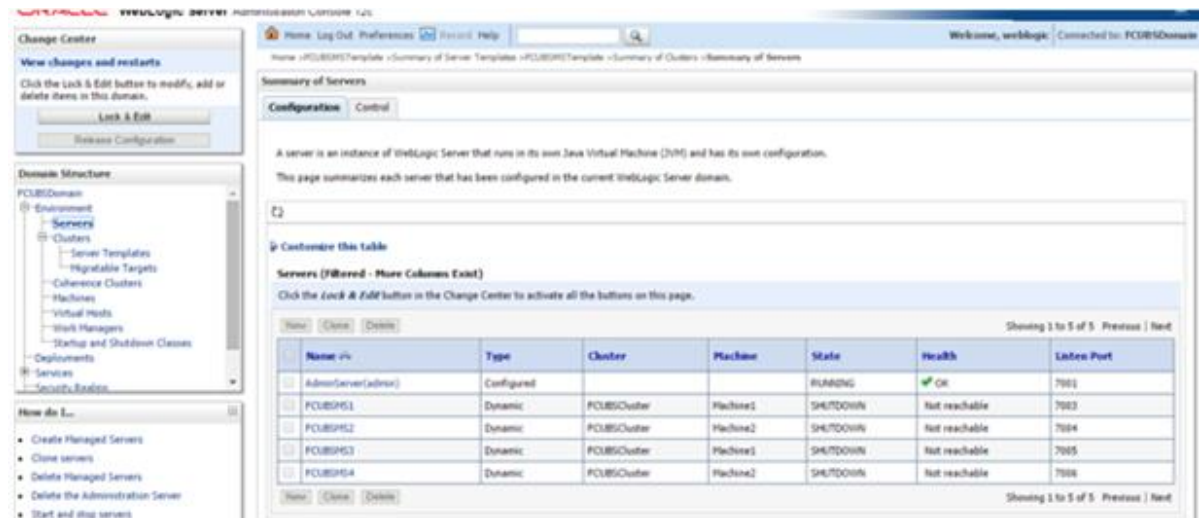 ORACLE WebLogic Server Administration Console 12c
Change Center
View changes and restarts
Click the Lock & Edit button to modify, add or
delete items in this domain.
Lock & Edit
Release Configuration
Domain Structure
FCUBSDomain
Environment
Servers
Clusters
Server Templates
Migratable Targets
Coherence Clusters
Machines
Virtual Hosts
Work Managers
Startup and Shutdown Classes
Deployments
Services
Security Realms
How do I...
Create Managed Servers
Clone servers
Delete Managed Servers
Delete the Administration Server
Start and stop servers
Home Log Out Preferences Record Help
Welcome, weblogic Connected to: FCUBSDomain
Home >FCUBSMSTemplate >Summary of Server Templates >FCUBSMSTemplate >Summary of Clusters >Summary of Servers
Summary of Servers
Configuration Control
A server is an instance of WebLogic Server that runs in its own Java Virtual Machine (JVM) and has its own configuration.
This page summarizes each server that has been configured in the current WebLogic Server domain.
Customize this table
Servers (Filtered - More Columns Exist)
Click the Lock & Edit button in the Change Center to activate all the buttons on this page.
New Clone Delete Showing 1 to 5 of 5 Previous | Next
Name Type Cluster Machine State Health Listen Port
AdminServer(admin) Configured RUNNING OK 7001
FCUBSMS1 Dynamic FCUBSCluster Machine1 SHUTDOWN Not reachable 7003
FCUBSMS2 Dynamic FCUBSCluster Machine2 SHUTDOWN Not reachable 7004
FCUBSMS3 Dynamic FCUBSCluster Machine1 SHUTDOWN Not reachable 7005
FCUBSMS4 Dynamic FCUBSCluster Machine2 SHUTDOWN Not reachable 7006
New Clone Delete Showing 1 to 5 of 5 Previous | Next